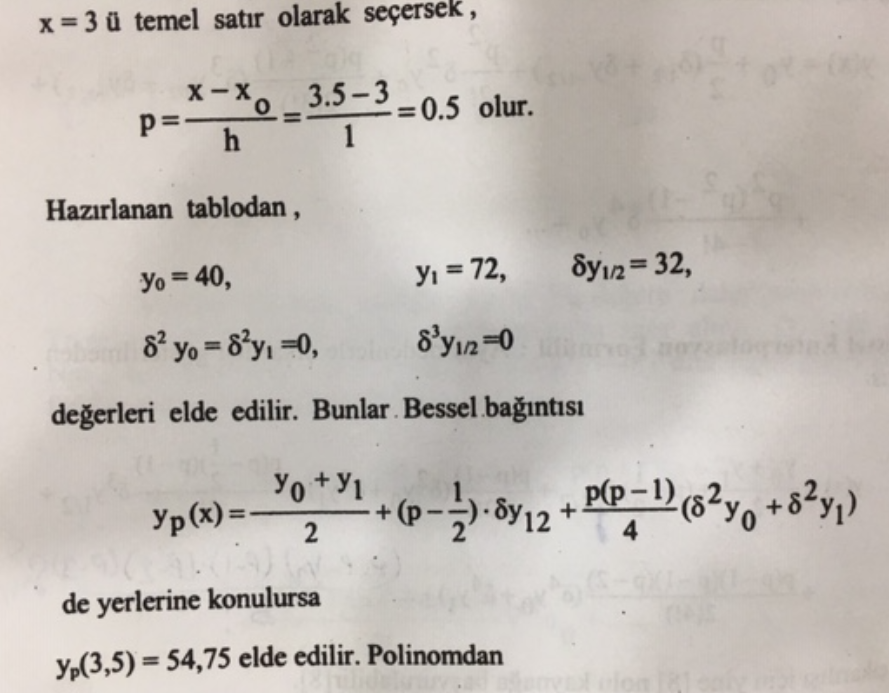 x = 3 ü temel satır olarak seçersek ,
p = (x − x₀)/h = (3.5 − 3)/1 = 0.5 olur.
Hazırlanan tablodan ,
y₀ = 40, y₁ = 72, δy₁/₂ = 32,
δ² y₀ = δ²y₁ =0, δ³y₁/₂=0
değerleri elde edilir. Bunlar Bessel bağıntısı
yₚ(x) = (y₀ + y₁)/2 + (p − 1/2) · δy₁₂ + p(p − 1)/4 (δ²y₀ + δ²y₁)
de yerlerine konulursa
yₚ(3,5) = 54,75 elde edilir. Polinomdan